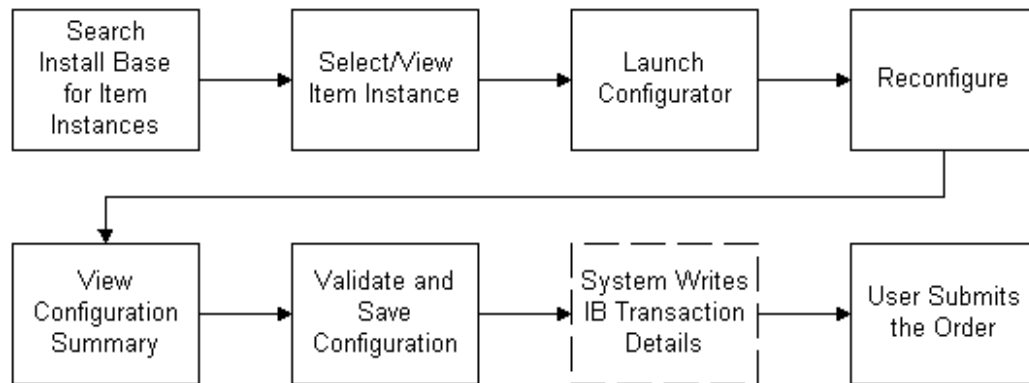 Search
Install Base
for Item
Instances
Select/View
Item Instance
Launch
Configurator
Reconfigure
View
Configuration
Summary
Validate and
Save
Configuration
System Writes
IB Transaction
Details
User Submits
the Order